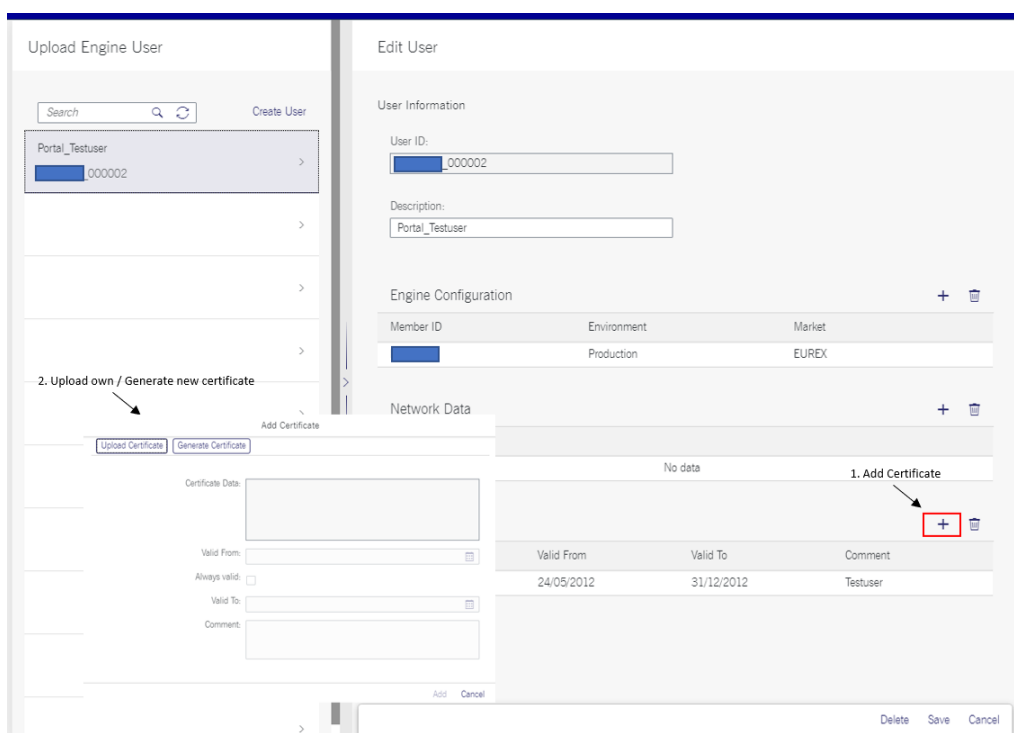 Upload Engine User
Search
Create User
Portal_Testuser
_000002
2. Upload own / Generate new certificate
Edit User
User Information
User ID:
_000002
Description:
Portal_Testuser
Engine Configuration
Member ID Environment Market
Production EUREX
Network Data
No data
1. Add Certificate
Valid From Valid To Comment
24/05/2012 31/12/2012 Testuser
Add Certificate
Upload Certificate Generate Certificate
Certificate Data:
Valid From:
Always valid:
Valid To:
Comment:
Add Cancel
Delete Save Cancel